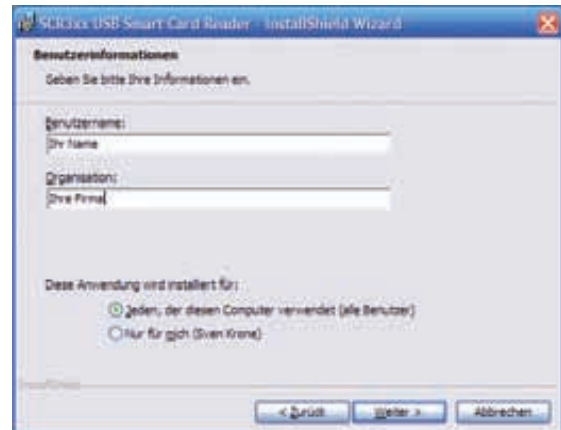 SCR3xx USB Smart Card Reader - InstallShield Wizard
Benutzerinformationen
Geben Sie bitte Ihre Informationen ein.
Benutzername:
Ihr Name
Organisation:
Ihre Firma
Diese Anwendung wird installiert für:
Jeden, der diesen Computer verwendet (alle Benutzer)
Nur für mich (Sven Krone)
InstallShield
< Zurück
Weiter >
Abbrechen